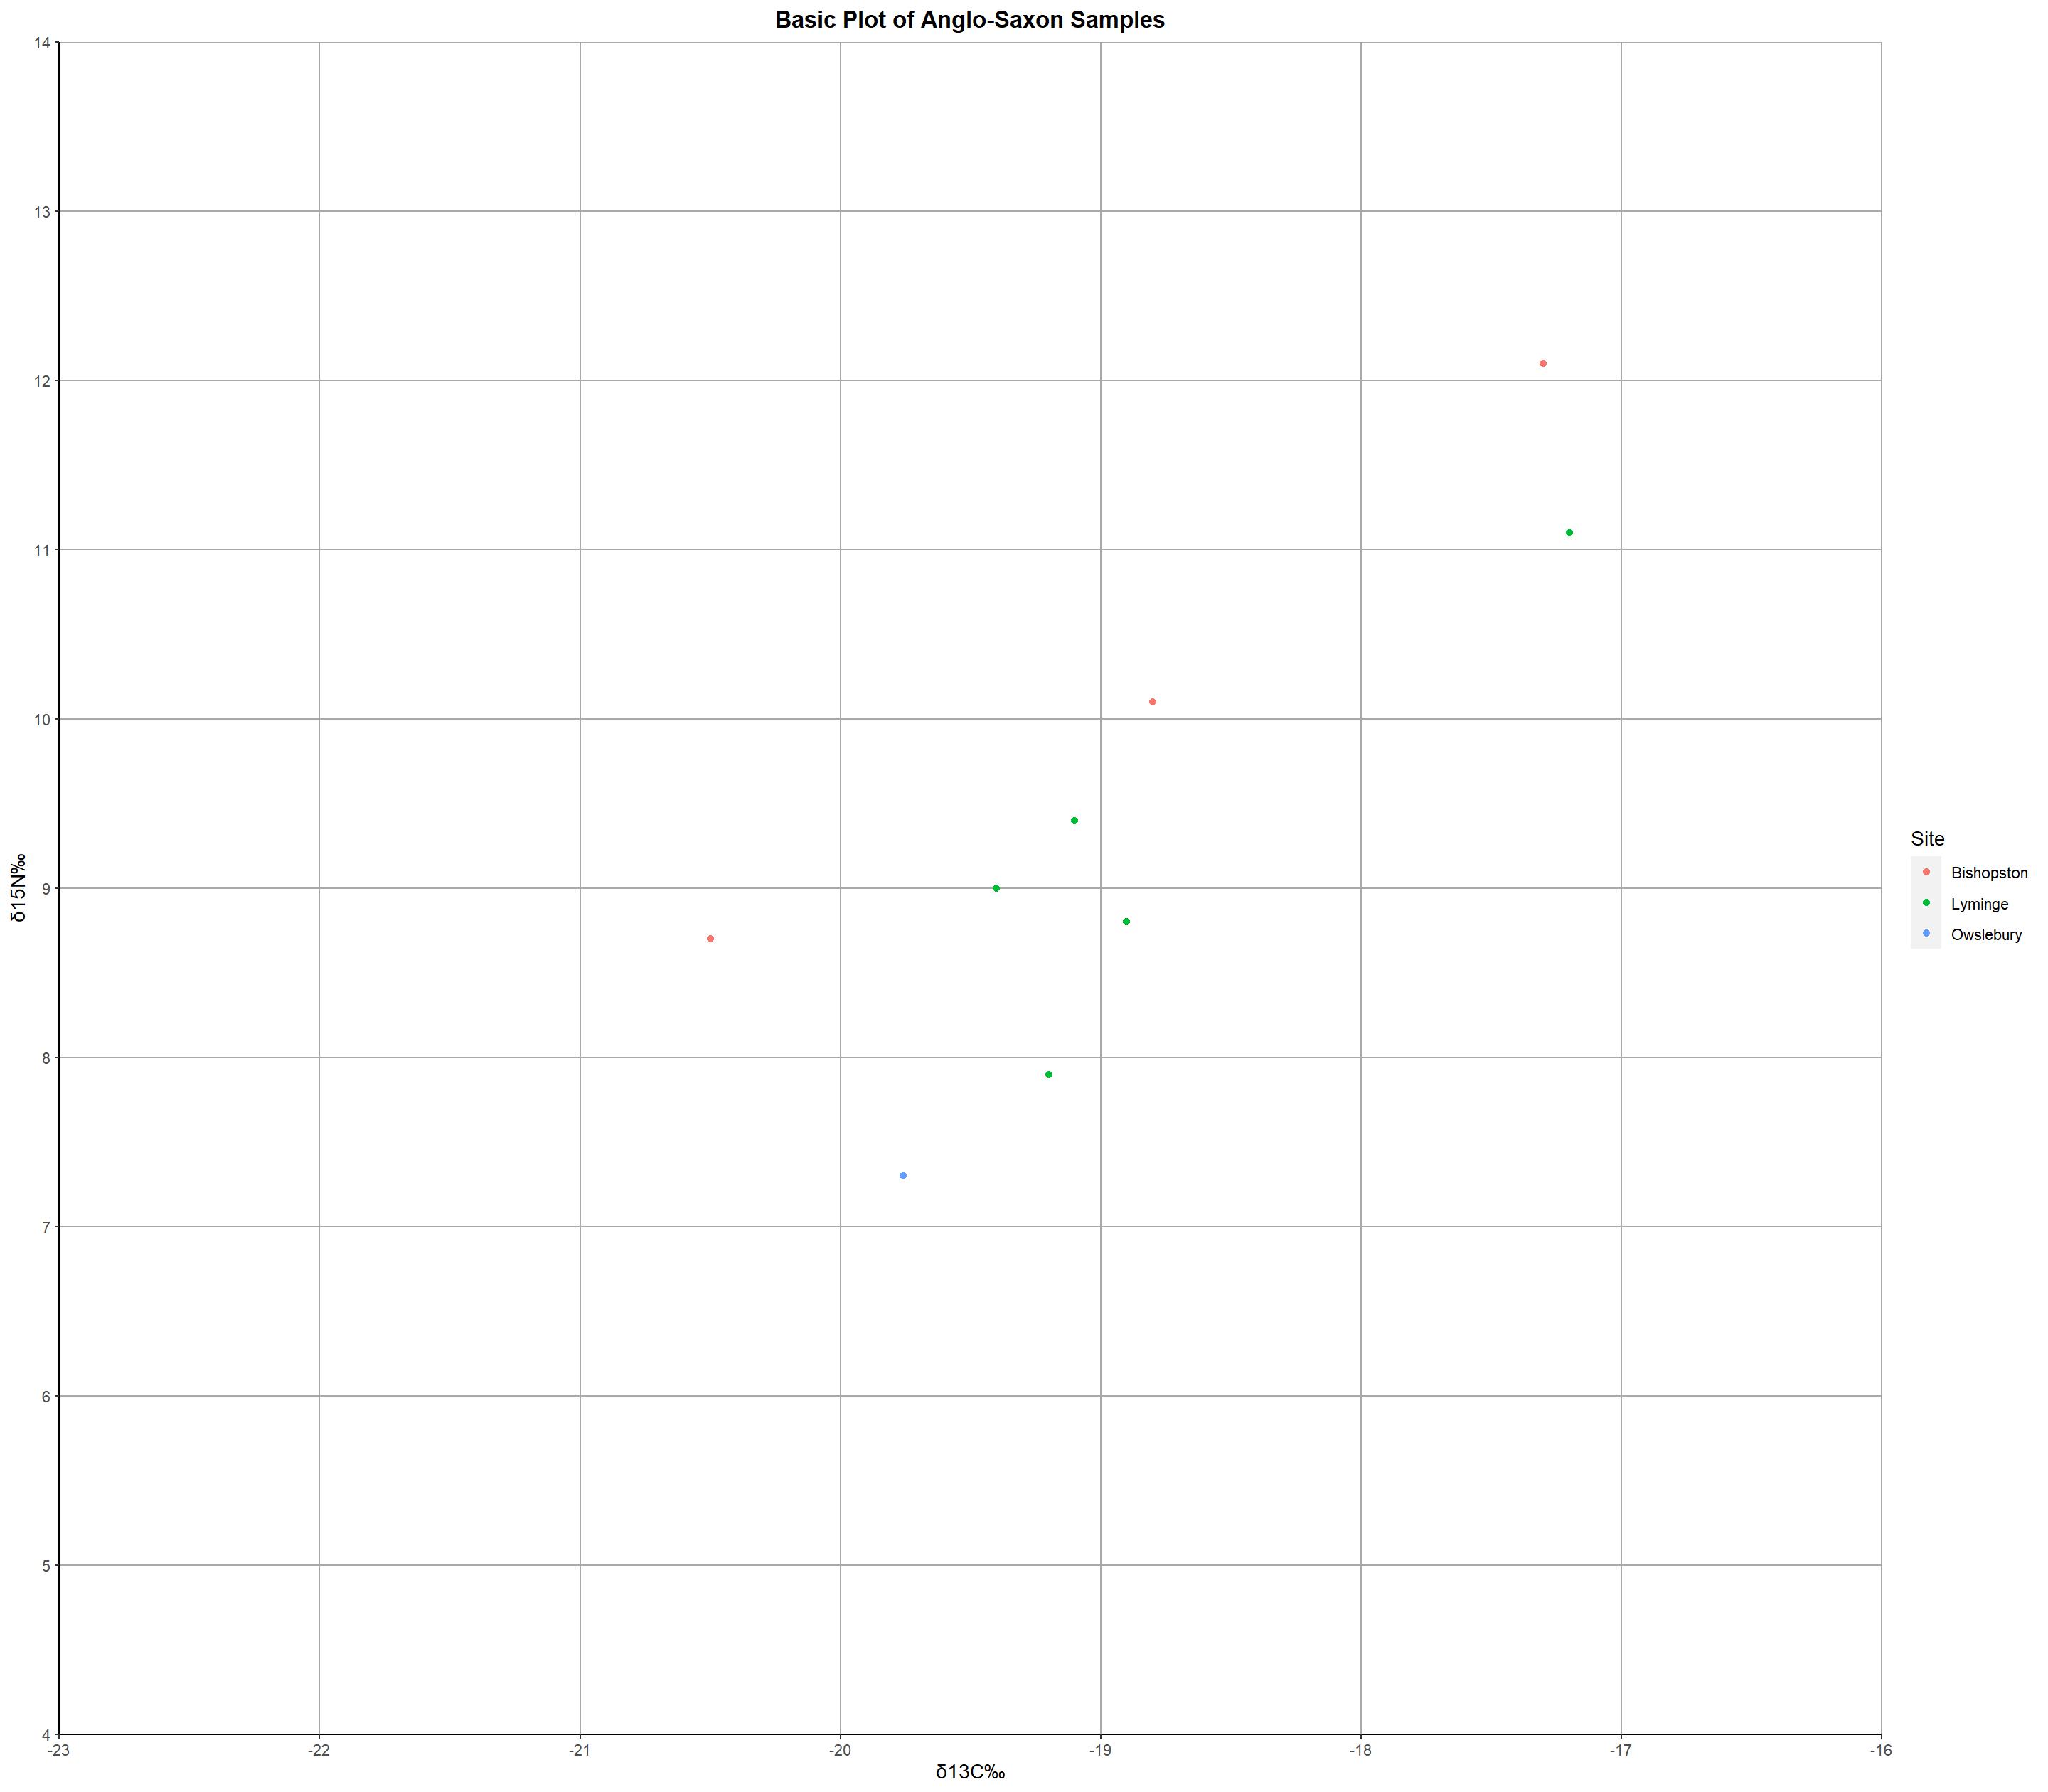 Basic Plot of Anglo-Saxon Samples
14
13
12
11
10
9
8
7
6
5
4
δ15N‰
-23 -22 -21 -20 -19 -18 -17 -16
δ13C‰
Site
Bishopston
Lyminge
Owslebury